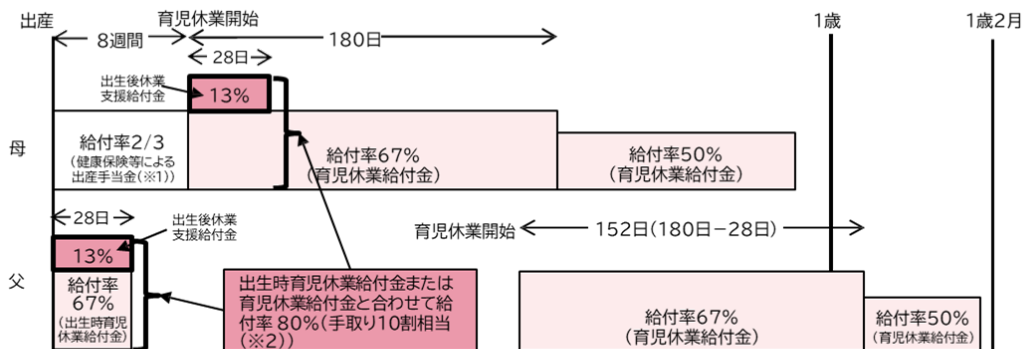 出産
育児休業開始
1歳
1歳2月
8週間
180日
28日
出生後休業
支援給付金
13%
母
給付率2/3
(健康保険等による
出産手当金(※1))
給付率67%
(育児休業給付金)
給付率50%
(育児休業給付金)
28日
出生後休業
支援給付金
育児休業開始
152日(180日−28日)
父
13%
給付率
67%
(出生時育児
休業給付金)
出生時育児休業給付金または
育児休業給付金と合わせて給
付率80%(手取り10割相当
(※2))
給付率67%
(育児休業給付金)
給付率50%
(育児休業給付金)